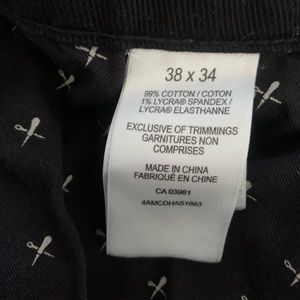 38 x 34
99% COTTON / COTON
1% LYCRA® SPANDEX /
LYCRA® ELASTHANNE
EXCLUSIVE OF TRIMMINGS
GARNITURES NON
COMPRISES
MADE IN CHINA
FABRIQUÉ EN CHINE
CA 03961
4AMCDHAS1983